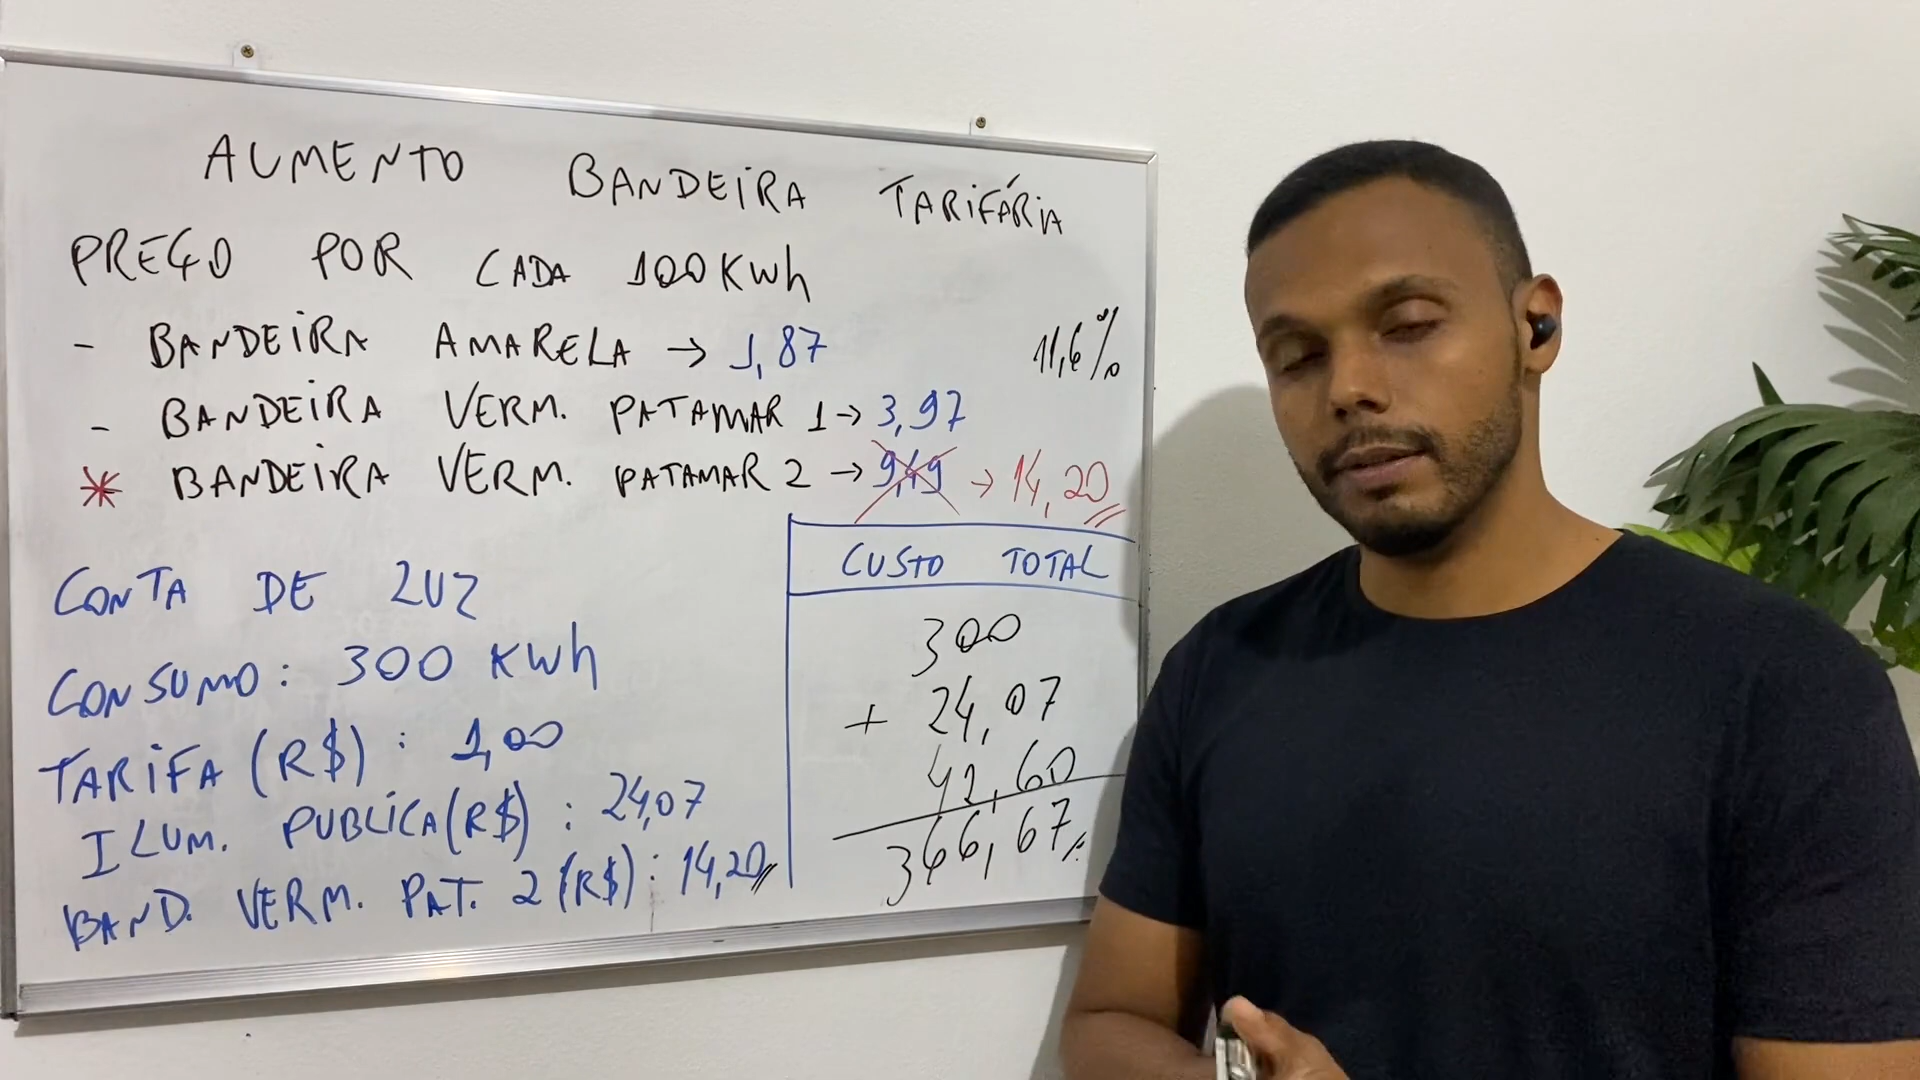 AUMENTO BANDEIRA TARIFÁRIA
PREÇO POR CADA 100 KWh
- BANDEIRA AMARELA → 1,87
11,6%
- BANDEIRA VERM. PATAMAR 1 → 3,97
* BANDEIRA VERM. PATAMAR 2 → 9,49 → 14,20
CONTA DE LUZ
CONSUMO: 300 KWh
TARIFA (R$): 1,00
ILUM. PUBLICA (R$): 24,07
BAND. VERM. PAT. 2 (R$): 14,20
CUSTO TOTAL
300
+ 24,07
42,60
366,67